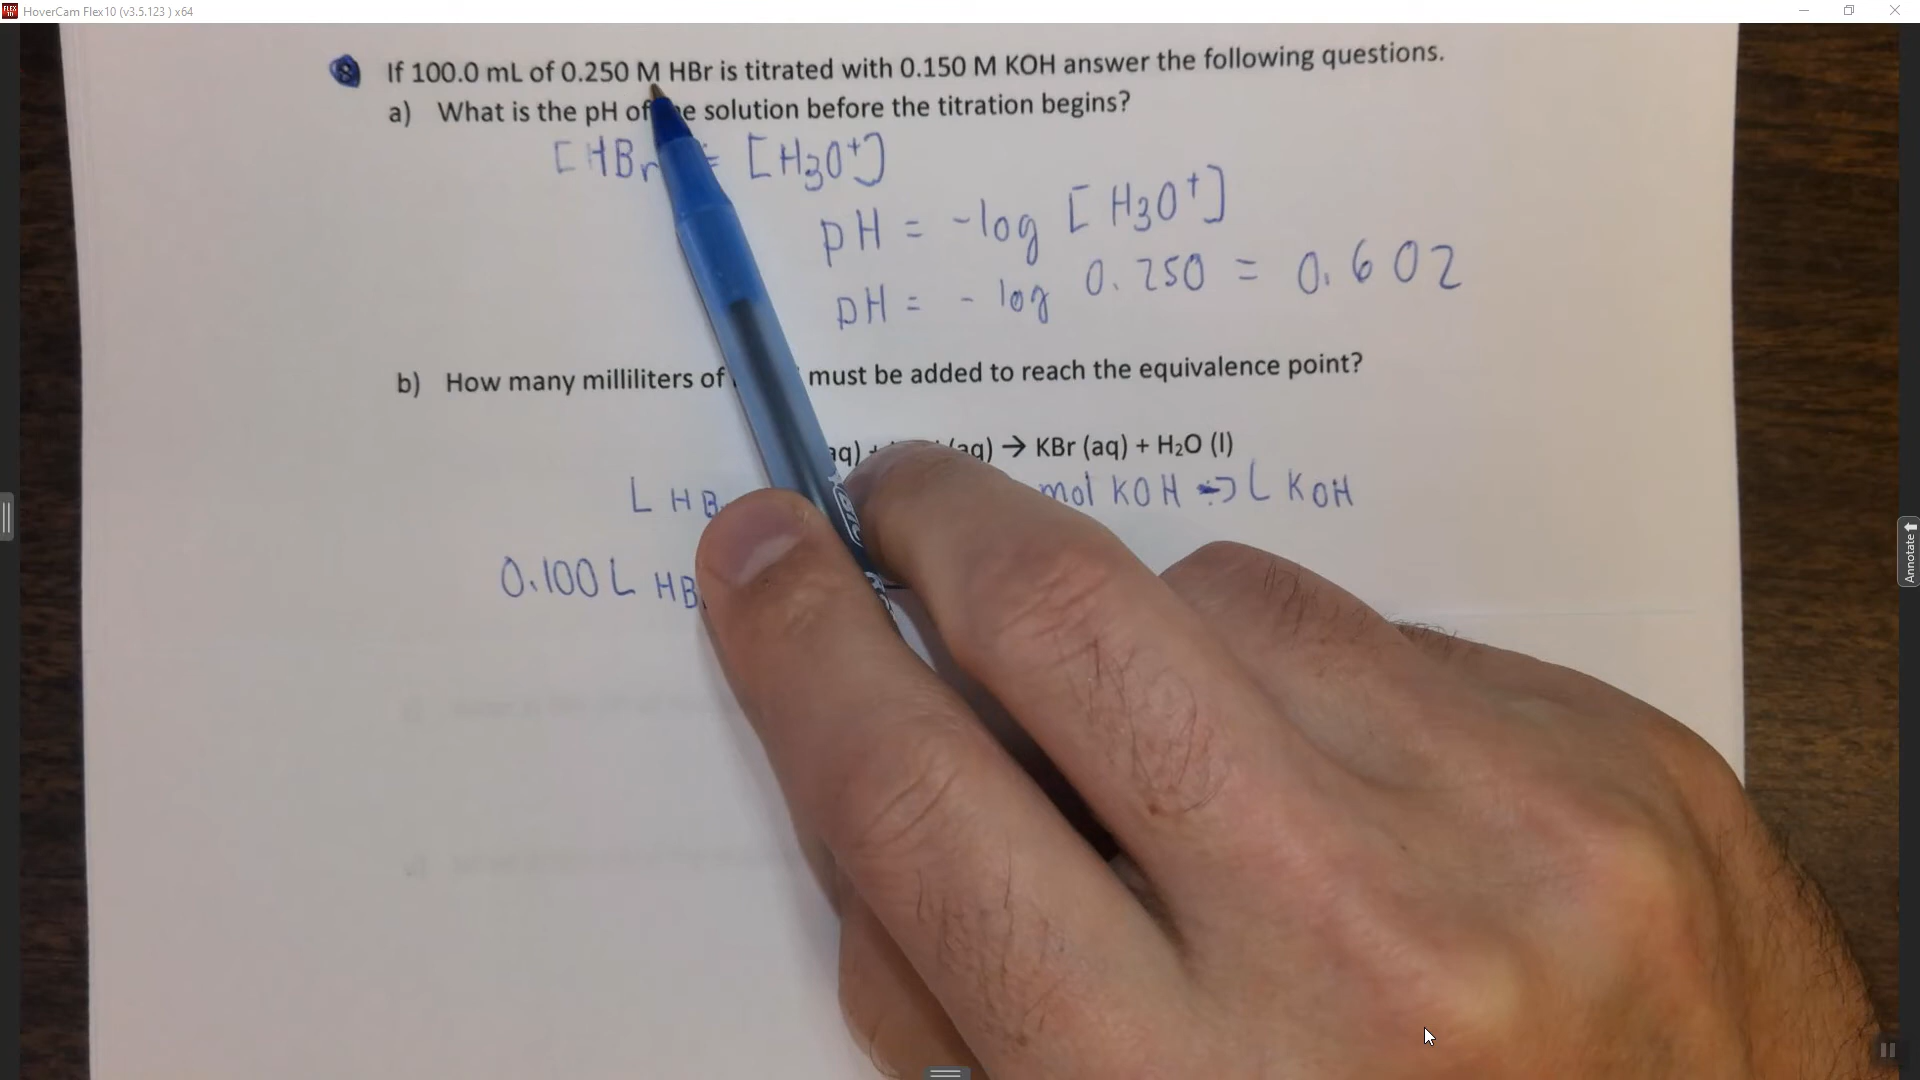 HoverCam Flex10 (v3.5.123) x64
8 If 100.0 mL of 0.250 M HBr is titrated with 0.150 M KOH answer the following questions.
a) What is the pH of solution before the titration begins?
[HBr = [H₃O⁺]
pH = -log [H₃O⁺]
pH = - log 0.250 = 0.602
b) How many milliliters of must be added to reach the equivalence point?
aq) + (aq) → KBr (aq) + H₂O (l)
L HB mol KOH → L KOH
0.100 L HB
BIC
Annotate